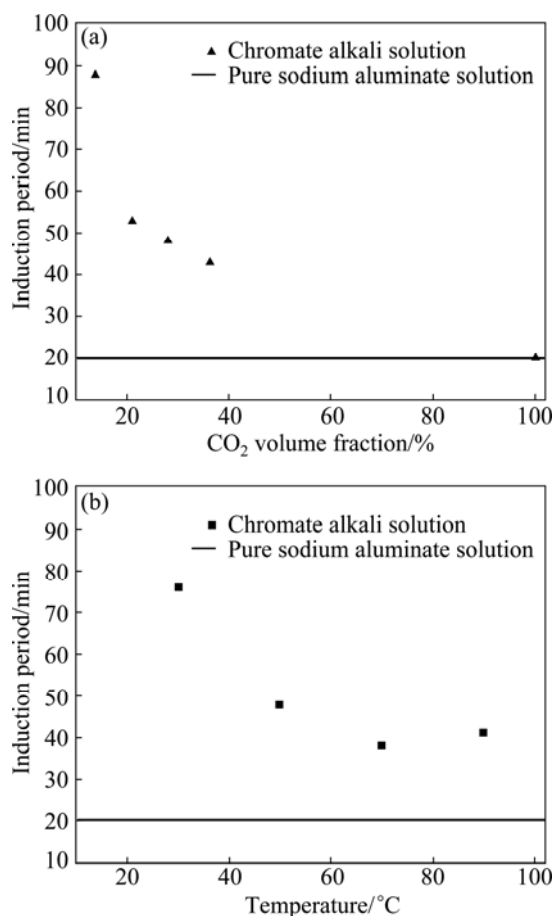 100
(a)
▲ Chromate alkali solution
90
— Pure sodium aluminate solution
80
70
60
50
40
30
20
10
Induction period/min
20 40 60 80 100
CO₂ volume fraction/%
100
(b)
■ Chromate alkali solution
90
— Pure sodium aluminate solution
80
70
60
50
40
30
20
10
Induction period/min
20 40 60 80 100
Temperature/°C